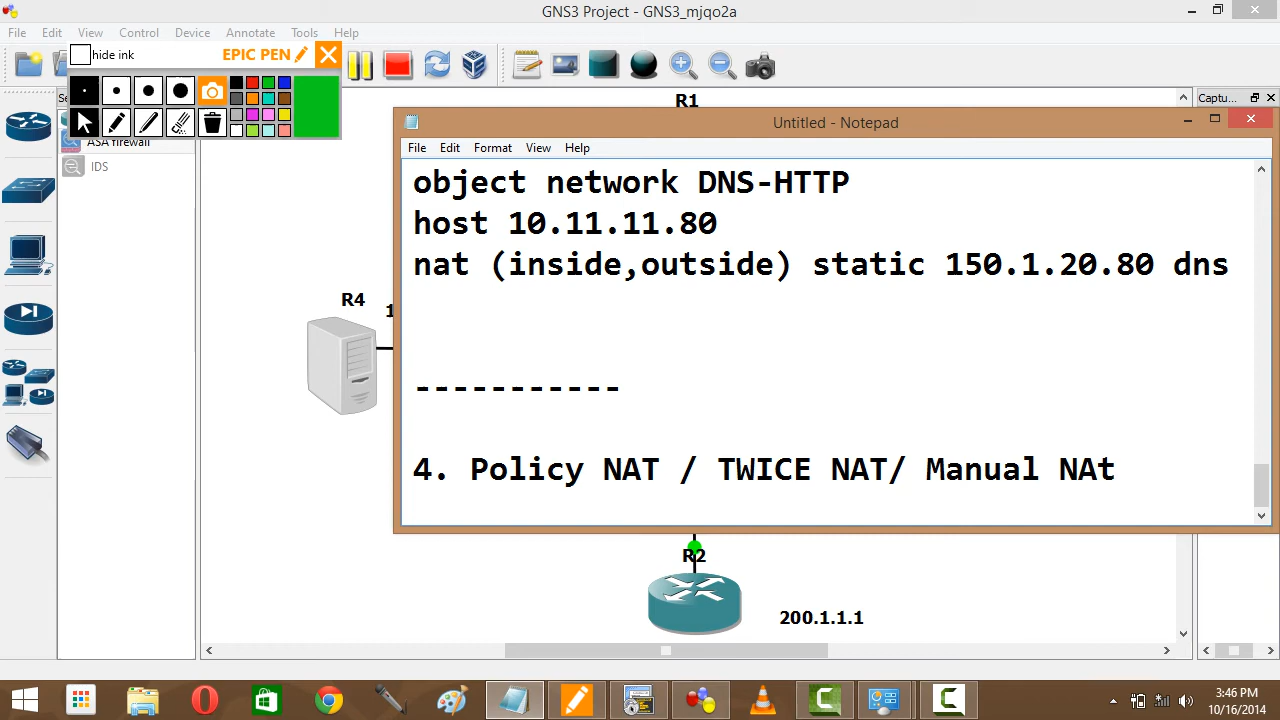 GNS3 Project - GNS3_mjqo2a
File Edit View Control Device Annotate Tools Help
hide ink
EPIC PEN
Captu...
R1
ASA firewall
IDS
Untitled - Notepad
File Edit Format View Help
object network DNS-HTTP
host 10.11.11.80
nat (inside,outside) static 150.1.20.80 dns
R4
1
-----------
4. Policy NAT / TWICE NAT/ Manual NAt
R2
200.1.1.1
3:46 PM
10/16/2014